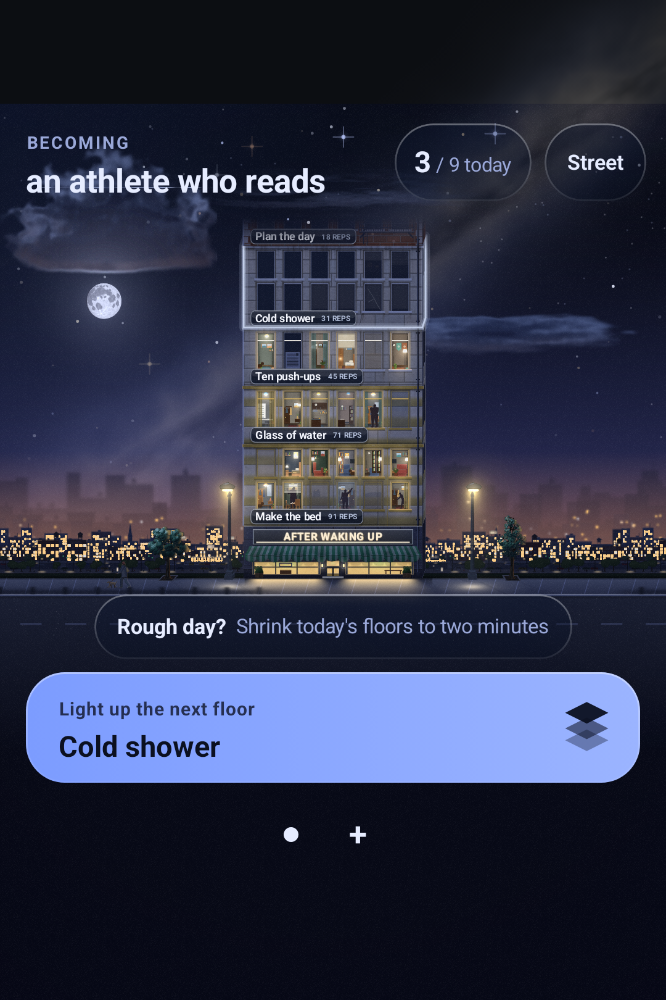 BECOMING
an athlete who reads
3 / 9 today
Street
Plan the day 18 REPS
Cold shower 31 REPS
Ten push-ups 45 REPS
Glass of water 71 REPS
Make the bed 91 REPS
AFTER WAKING UP
Rough day? Shrink today's floors to two minutes
Light up the next floor
Cold shower